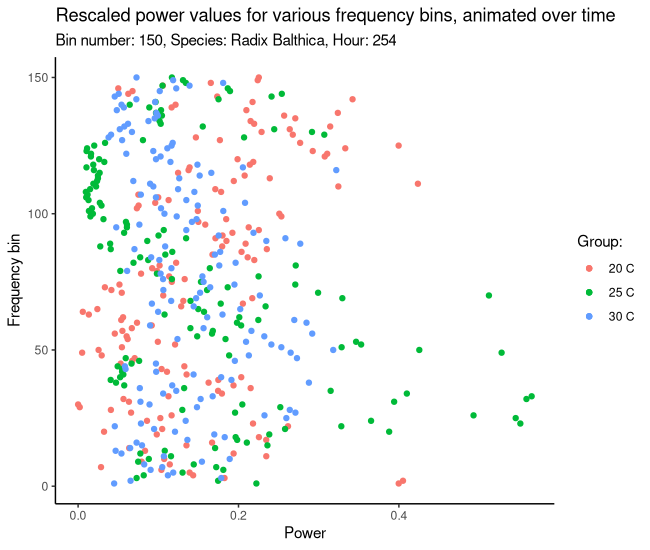 Rescaled power values for various frequency bins, animated over time
Bin number: 150, Species: Radix Balthica, Hour: 254
150
100
50
0
Frequency bin
0.0 0.2 0.4
Power
Group:
20 C
25 C
30 C